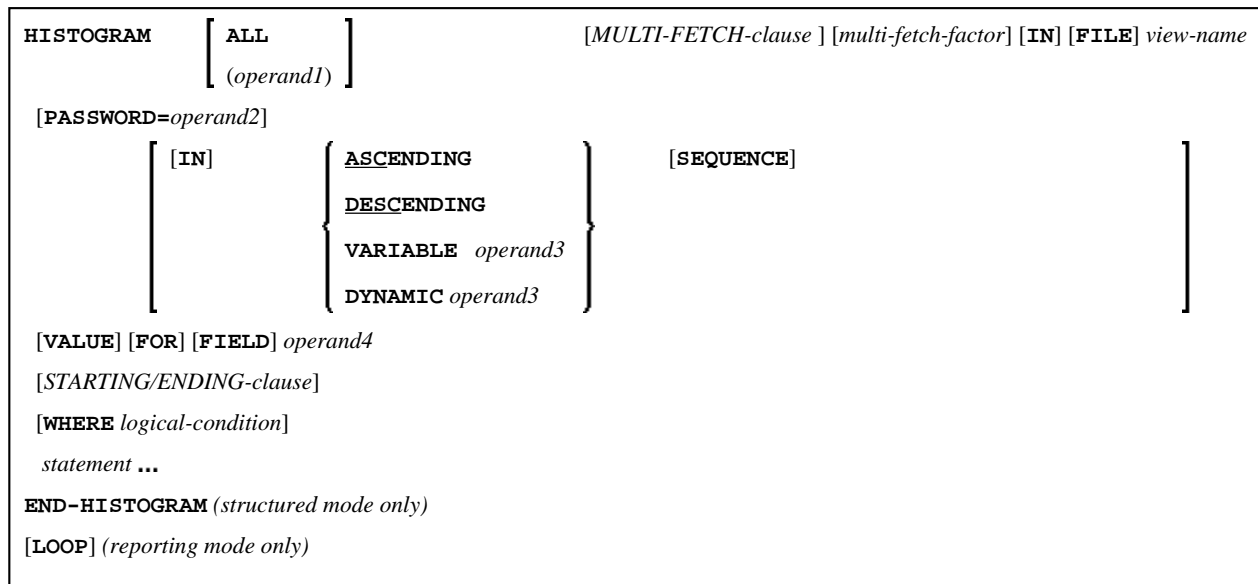 HISTOGRAM [ ALL [MULTI-FETCH-clause ] [multi-fetch-factor] [IN] [FILE] view-name
(operand1) ]
[PASSWORD=operand2]
[ [IN] { ASCENDING [SEQUENCE] ]
DESCENDING
VARIABLE operand3
DYNAMIC operand3 }
[VALUE] [FOR] [FIELD] operand4
[STARTING/ENDING-clause]
[WHERE logical-condition]
statement ...
END-HISTOGRAM (structured mode only)
[LOOP] (reporting mode only)